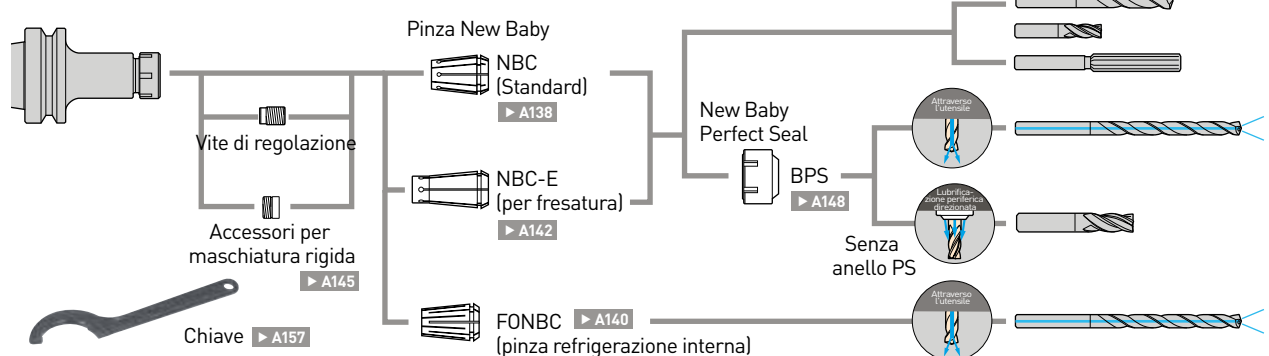 Pinza New Baby
NBC
(Standard)
▶ A138
Vite di regolazione
New Baby
Perfect Seal
Attraverso
l'utensile
NBC-E
(per fresatura)
▶ A142
BPS
▶ A148
Lubrifica-
zione periferica
direzionata
Accessori per
maschiatura rigida
▶ A145
Senza
anello PS
Chiave ▶ A157
FONBC ▶ A140
(pinza refrigerazione interna)
Attraverso
l'utensile